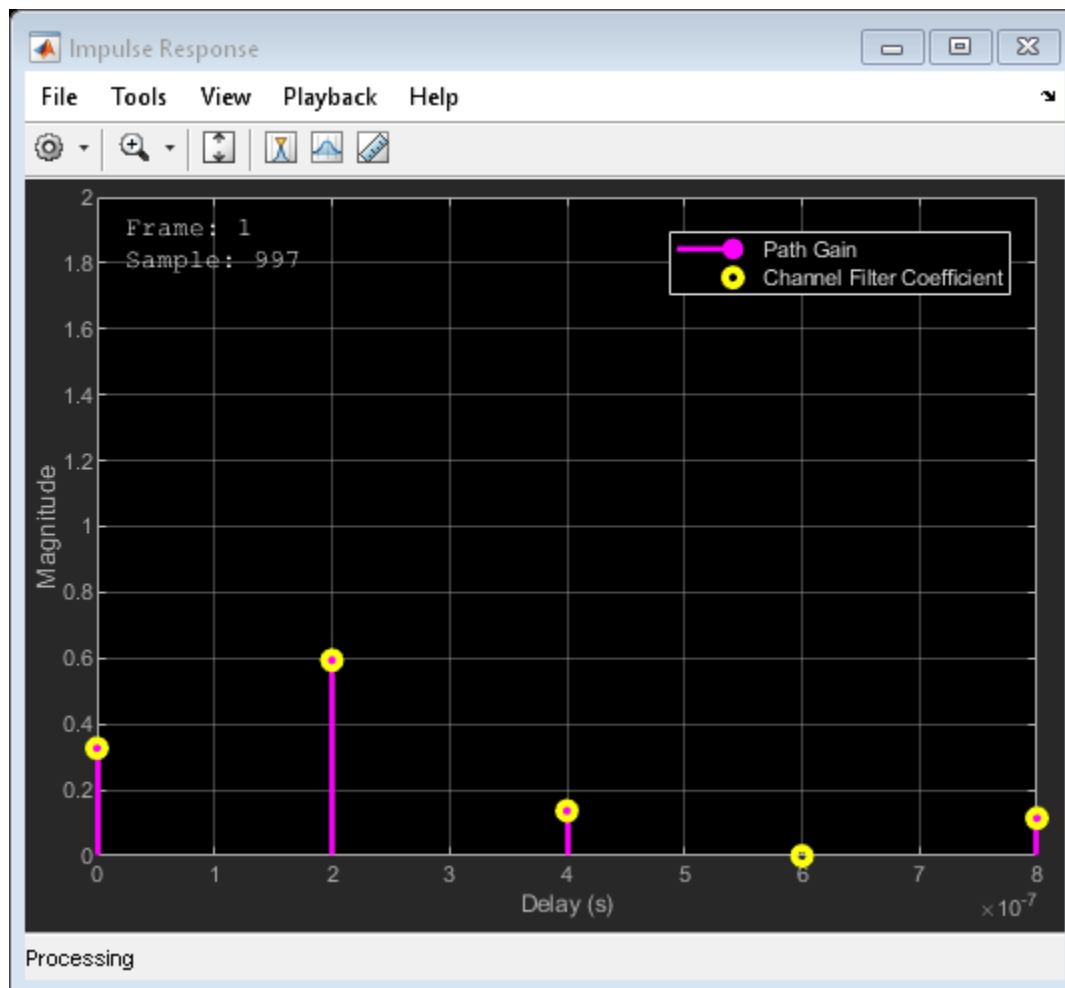 Impulse Response
File Tools View Playback Help
Frame: 1
Sample: 997
Path Gain
Channel Filter Coefficient
2
1.8
1.6
1.4
1.2
1
0.8
0.6
0.4
0.2
0
Magnitude
0 1 2 3 4 5 6 7 8
Delay (s)
×10⁻⁷
Processing